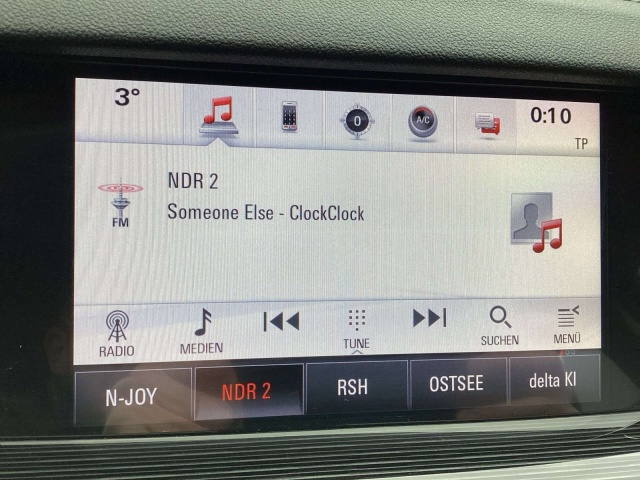 3°
0
A/C
0:10
TP
NDR 2
Someone Else - ClockClock
FM
RADIO
MEDIEN
TUNE
SUCHEN
MENÜ
N-JOY
NDR 2
RSH
OSTSEE
delta KI